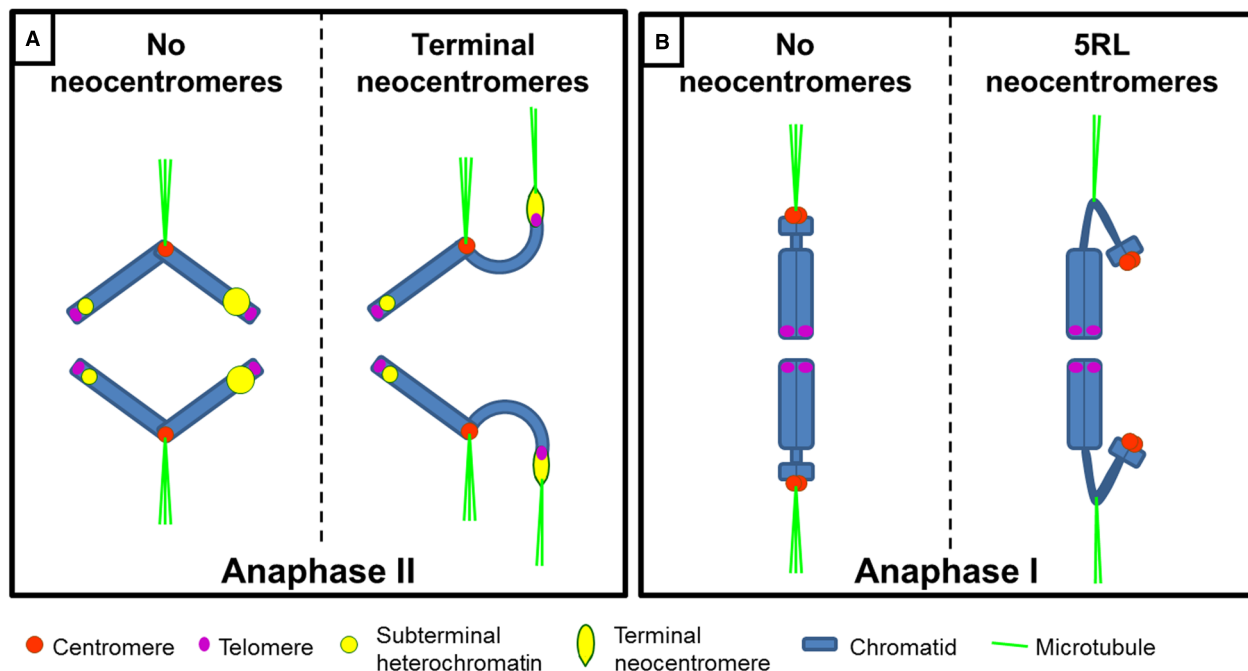 A
No
neocentromeres
Terminal
neocentromeres
Anaphase II
B
No
neocentromeres
5RL
neocentromeres
Anaphase I
Centromere
Telomere
Subterminal
heterochromatin
Terminal
neocentromere
Chromatid
Microtubule